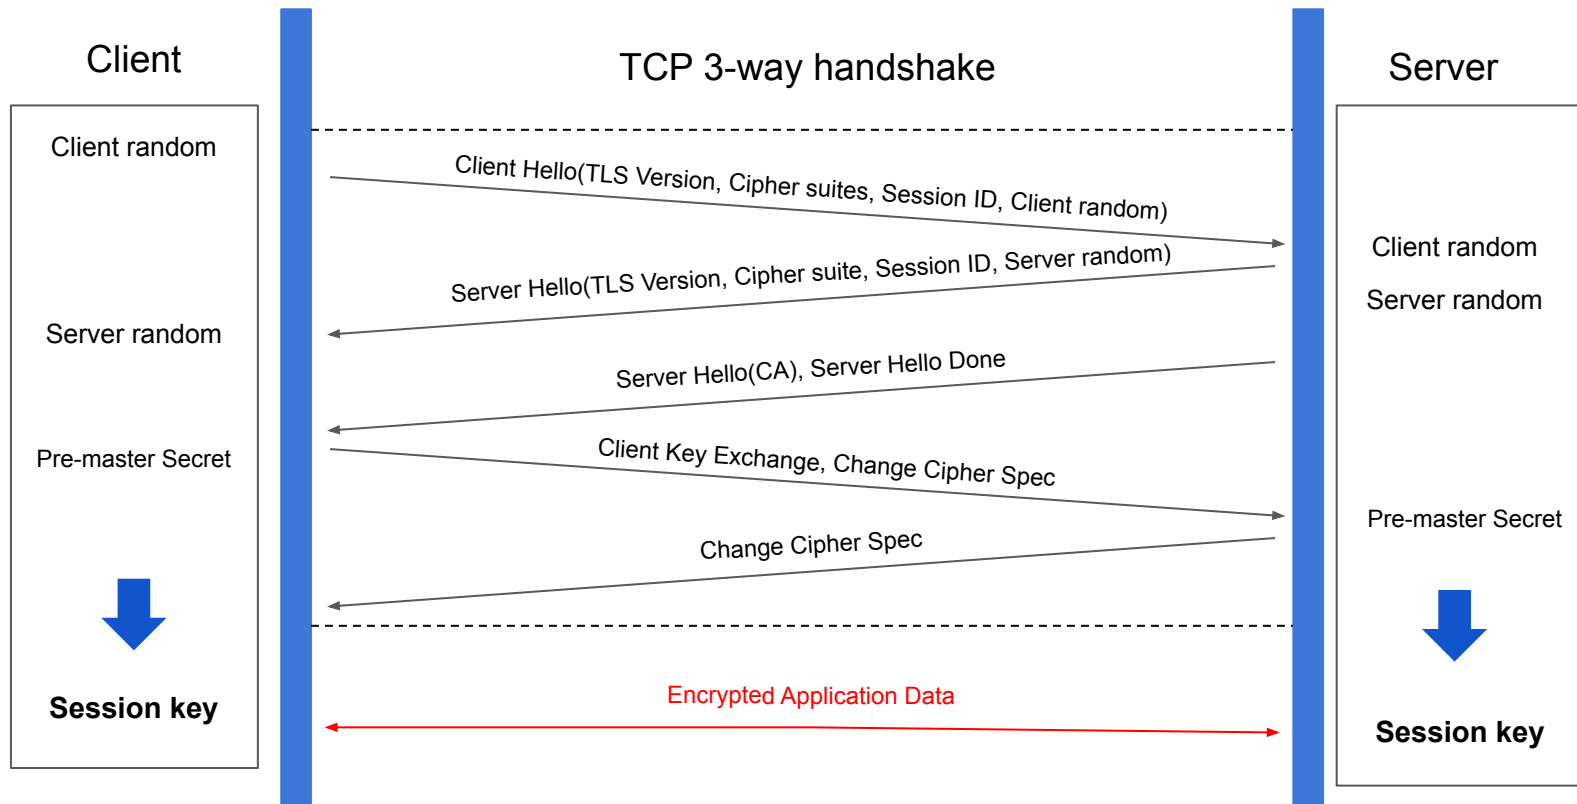 Client
TCP 3-way handshake
Server
Client random
Client Hello(TLS Version, Cipher suites, Session ID, Client random)
Client random
Server Hello(TLS Version, Cipher suite, Session ID, Server random)
Server random
Server random
Server Hello(CA), Server Hello Done
Pre-master Secret
Client Key Exchange, Change Cipher Spec
Pre-master Secret
Change Cipher Spec
Encrypted Application Data
Session key
Session key